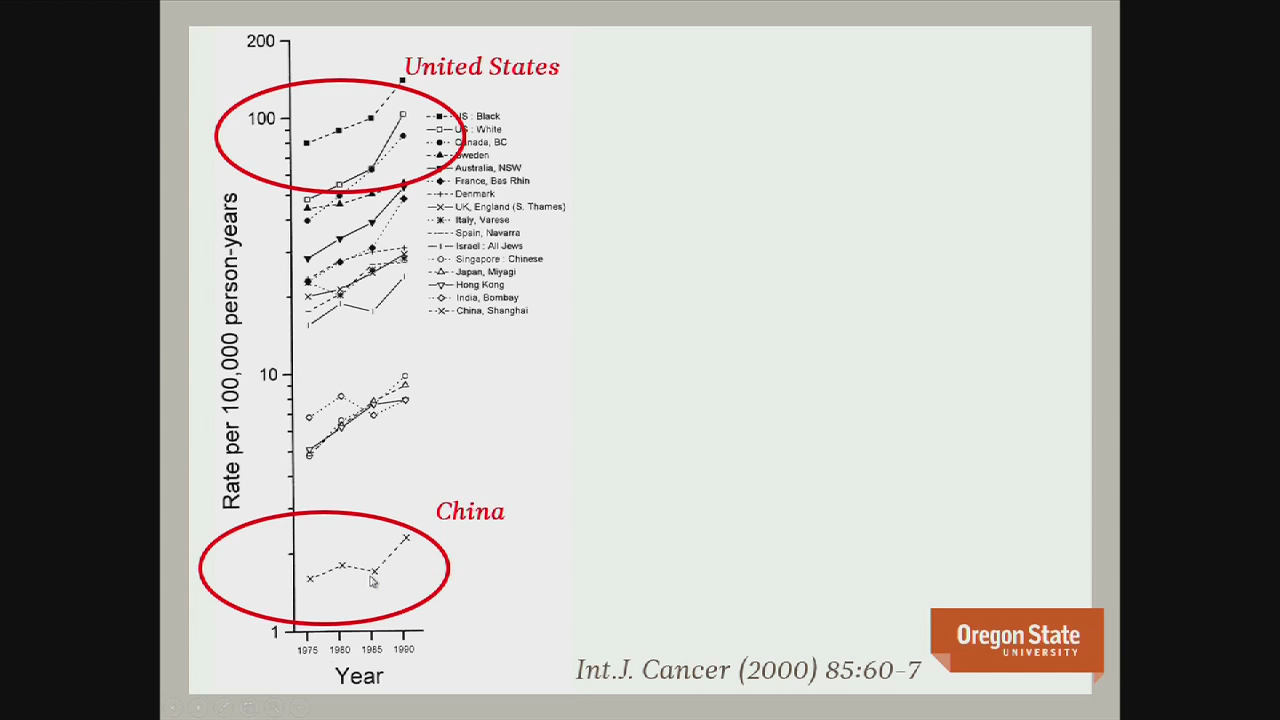 200
United States
100
US : Black
US : White
Canada, BC
Sweden
Australia, NSW
France, Bas Rhin
Denmark
UK, England (S. Thames)
Italy, Varese
Spain, Navarra
Israel : All Jews
Singapore : Chinese
Japan, Miyagi
Hong Kong
India, Bombay
China, Shanghai
Rate per 100,000 person-years
10
China
1
1975 1980 1985 1990
Year
Int.J. Cancer (2000) 85:60-7
Oregon State
UNIVERSITY